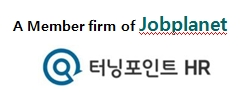 A Member firm of Jobplanet
터닝포인트 HR